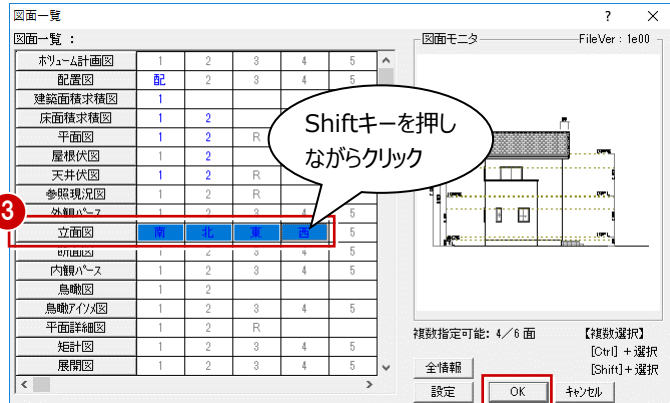 図面一覧 ? ×
図面一覧 :
図面モニタ FileVer : 1e00
ボリューム計画図 1 2 3 4 5
配置図 配 2 3 4 5
建築面積求積図 1
床面積求積図 1 2
平面図 1 2 R
屋根伏図 1 2
天井伏図 1 2 R
参照現況図 1 2 R
外観パース 1 2 3 4 5
3
立面図 南 北 東 西 5
断面図 1 2 3 4 5
内観パース 1 2 3 4 5
鳥瞰図 1 2
鳥瞰アイソメ図 1 2 3 4 5
平面詳細図 1 2 R
矩計図 1 2 3 4 5
展開図 1 2 3 4 5
Shiftキーを押し
ながらクリック
複数指定可能: 4/6 面 【複数選択】
[Ctrl] +選択
[Shift]+選択
全情報
設定 OK キャンセル